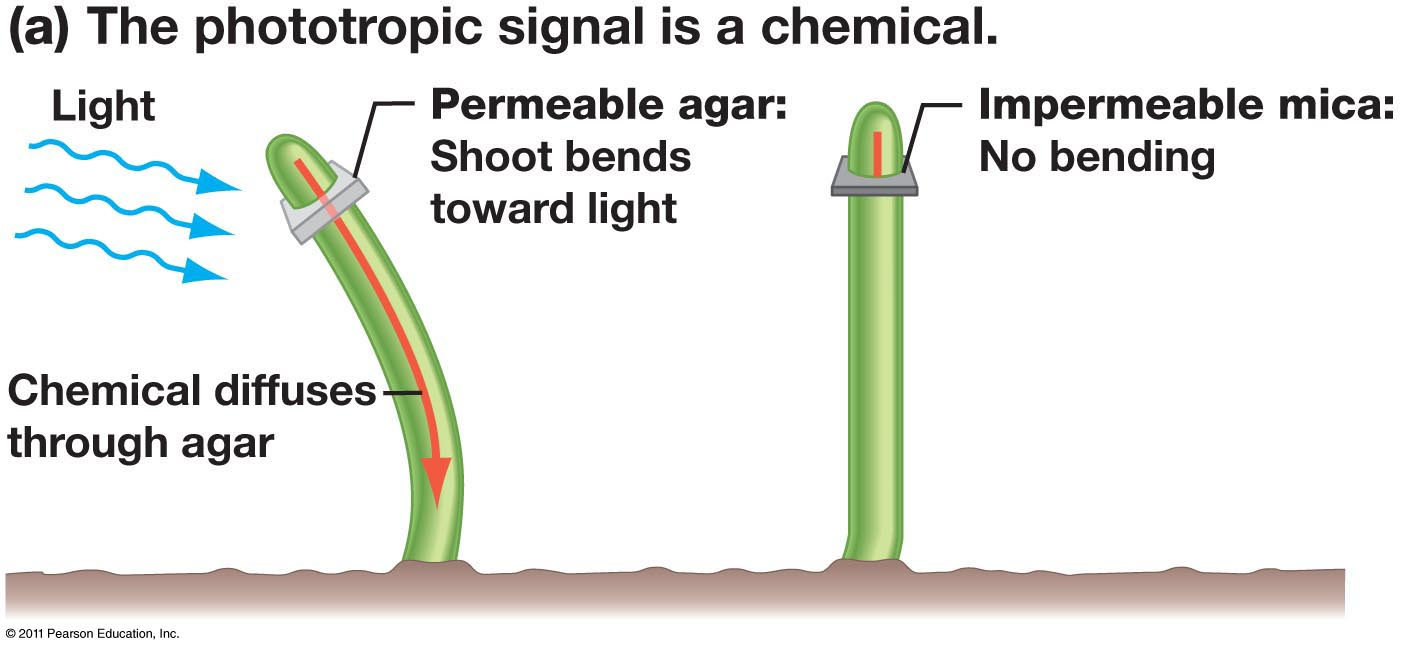 (a) The phototropic signal is a chemical.
Light
Permeable agar:
Shoot bends
toward light
Impermeable mica:
No bending
Chemical diffuses
through agar
© 2011 Pearson Education, Inc.